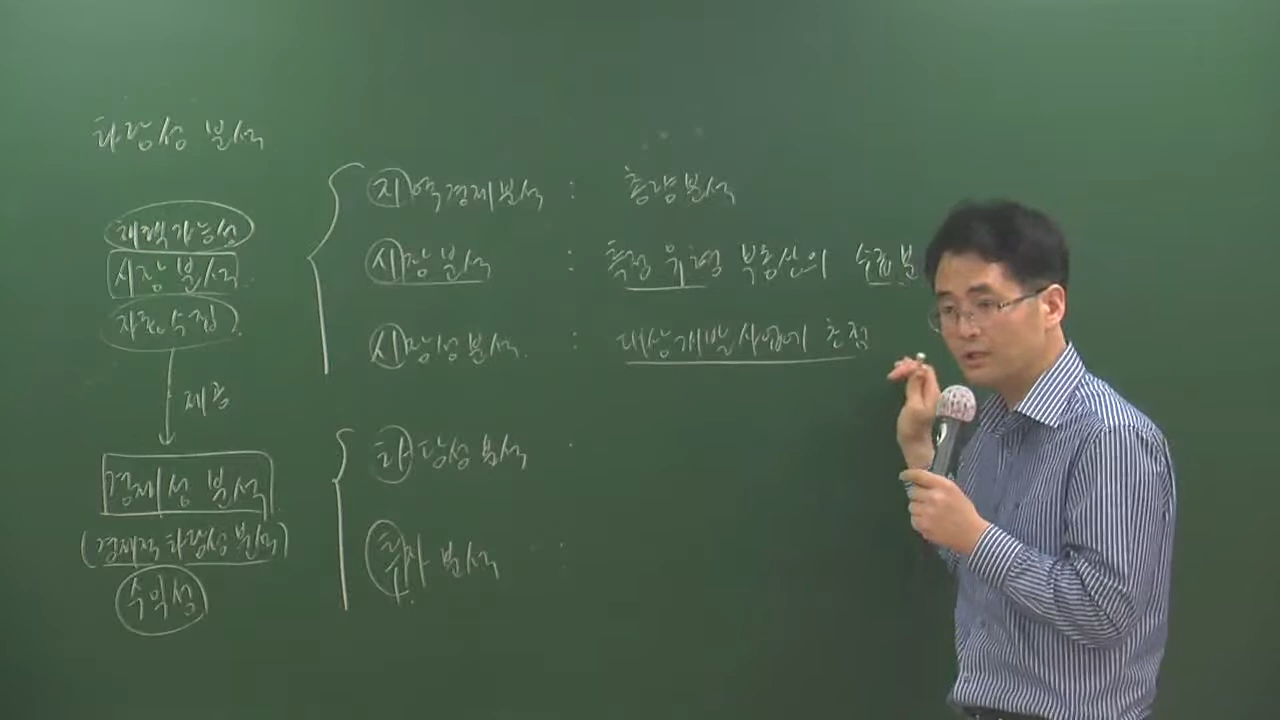 타당성 분석
채택가능성
시장 분석
자료수집
제공
경제성 분석
(경제적 타당성 분석)
수익성
지역경제분석 : 총량분석
시장 분석 : 특정 유형 부동산의 수급분
시장성분석 : 대상개발사업에 초점
타당성 분석 :
투자 분석 :